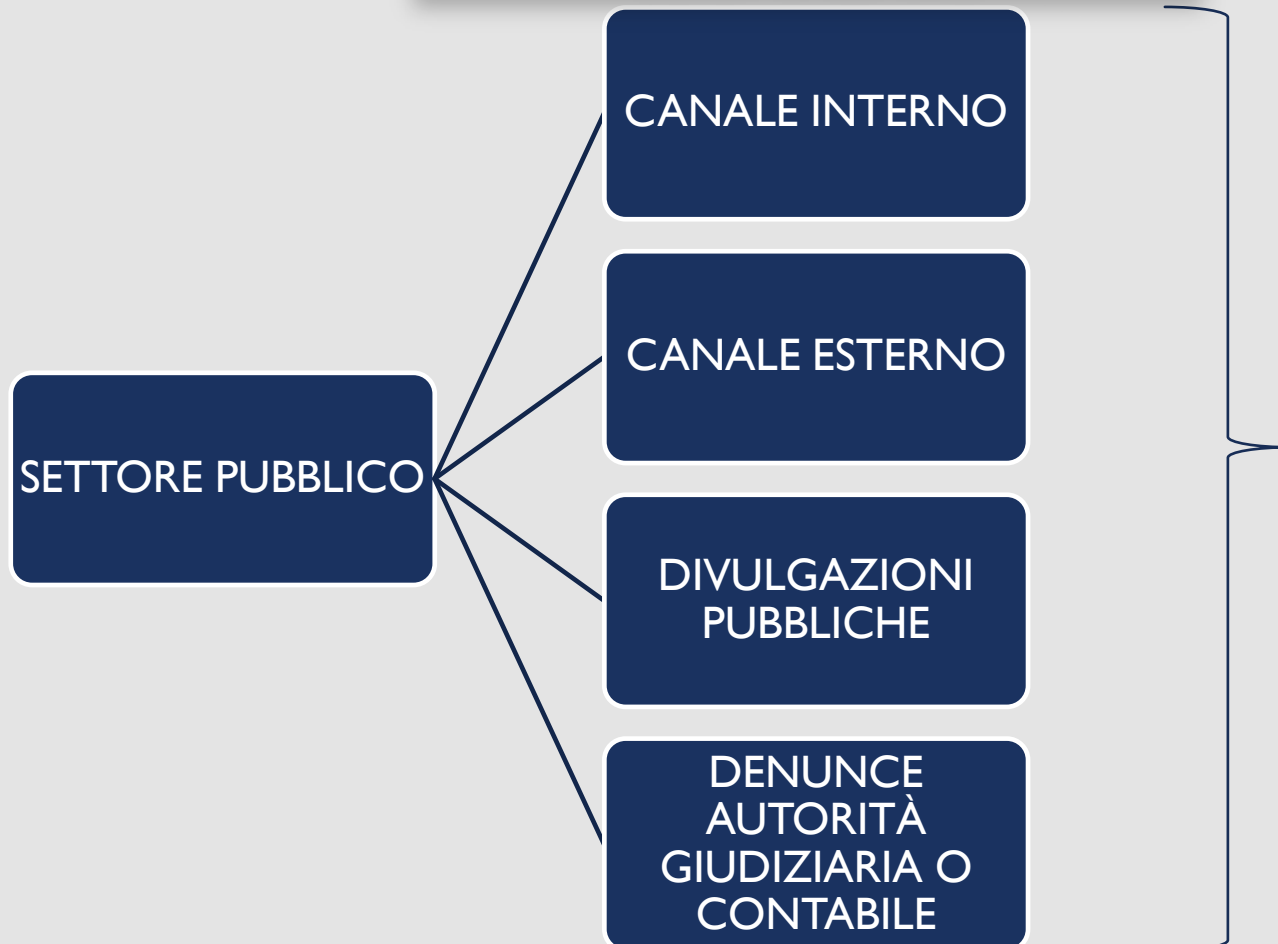 CANALE INTERNO
CANALE ESTERNO
SETTORE PUBBLICO
DIVULGAZIONI
PUBBLICHE
DENUNCE
AUTORITÀ
GIUDIZIARIA O
CONTABILE